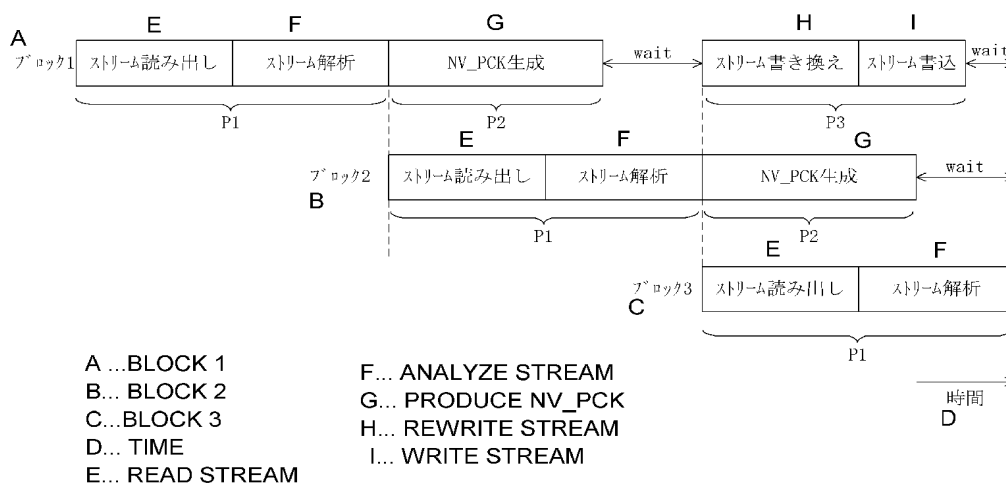 E F G H I
A
ブロック1 ストリーム読み出し ストリーム解析 NV_PCK生成 wait ストリーム書き換え ストリーム書込 wait
P1 P2 P3
E F G
ブロック2 ストリーム読み出し ストリーム解析 NV_PCK生成 wait
B
P1 P2
E F
ブロック3 ストリーム読み出し ストリーム解析
C
P1
時間
D
A ...BLOCK 1
B... BLOCK 2
C...BLOCK 3
D... TIME
E... READ STREAM
F... ANALYZE STREAM
G... PRODUCE NV_PCK
H... REWRITE STREAM
I... WRITE STREAM